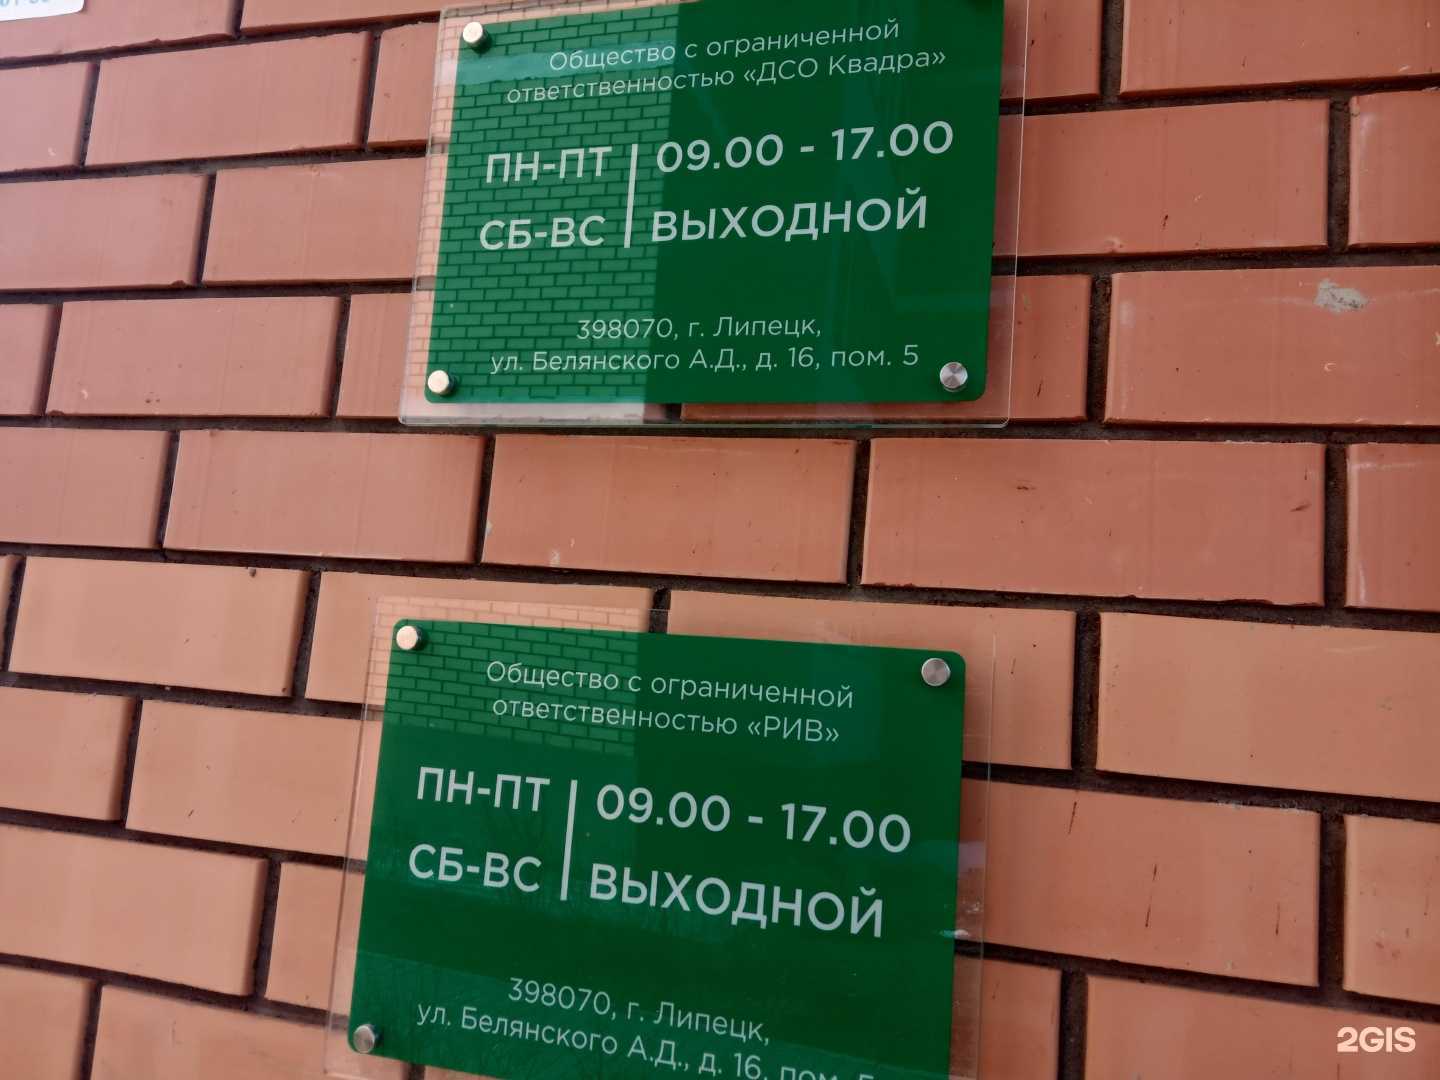 Общество с ограниченной
ответственностью «ДСО Квадра»
ПН-ПТ 09.00 - 17.00
СБ-ВС ВЫХОДНОЙ
398070, г. Липецк,
ул. Белянского А.Д., д. 16, пом. 5
Общество с ограниченной
ответственностью «РИВ»
ПН-ПТ 09.00 - 17.00
СБ-ВС ВЫХОДНОЙ
398070, г. Липецк,
ул. Белянского А.Д., д. 16, пом. 5
2GIS